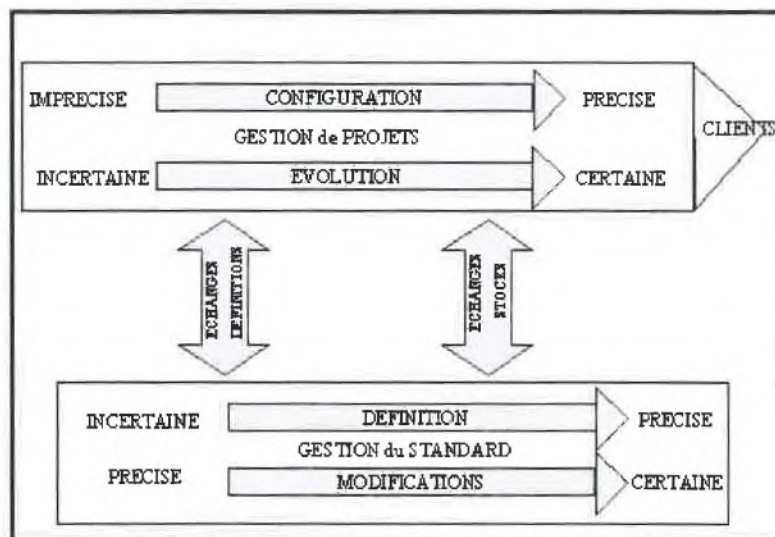 IMPRECISE CONFIGURATION PRECISE
CLIENTS
GESTION de PROJETS
INCERTAINE EVOLUTION CERTAINE
ECHANGES
DEFINITIONS
ECHANGES
STOCKS
INCERTAINE DEFINITION PRECISE
GESTION du STANDARD
PRECISE MODIFICATIONS CERTAINE